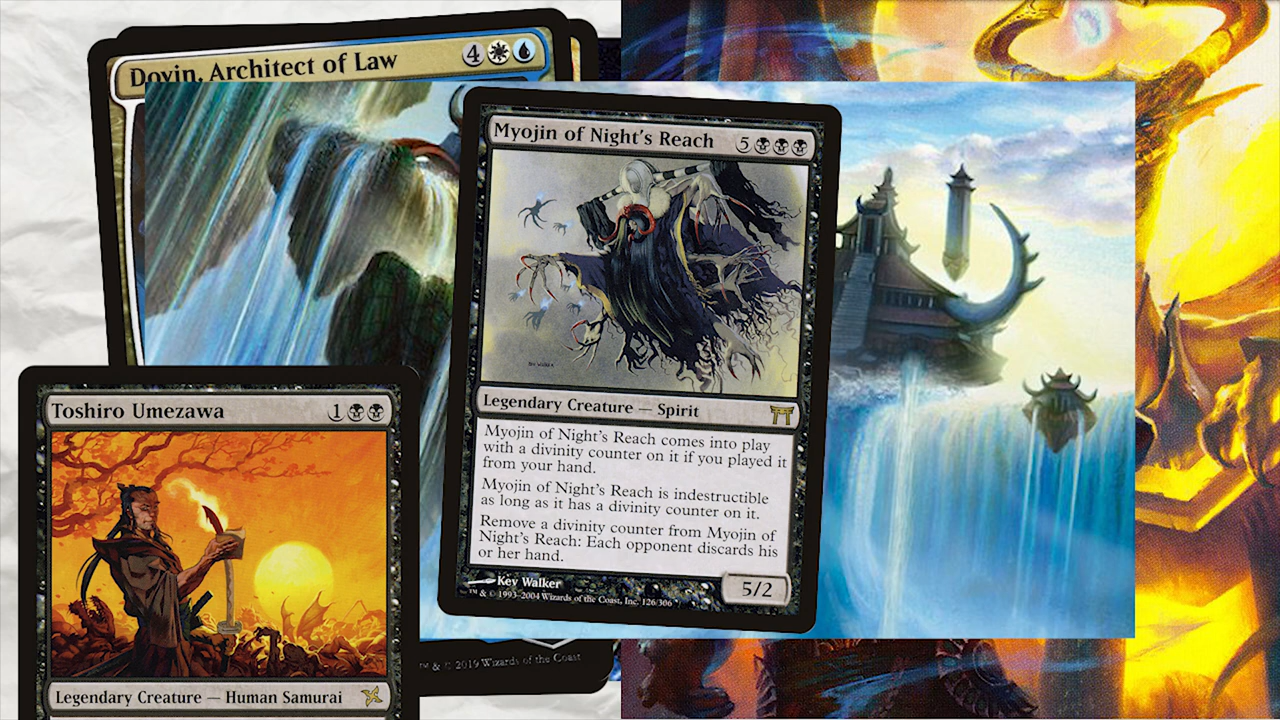 Dovin, Architect of Law 4
Myojin of Night's Reach 5
Legendary Creature — Spirit
Myojin of Night's Reach comes into play
with a divinity counter on it if you played it
from your hand.
Myojin of Night's Reach is indestructible
as long as it has a divinity counter on it.
Remove a divinity counter from Myojin of
Night's Reach: Each opponent discards his
or her hand.
Kev Walker
™ & © 1993-2004 Wizards of the Coast, Inc. 126/306
5/2
Toshiro Umezawa 1
Legendary Creature — Human Samurai
™ & © 2019 Wizards of the Coast